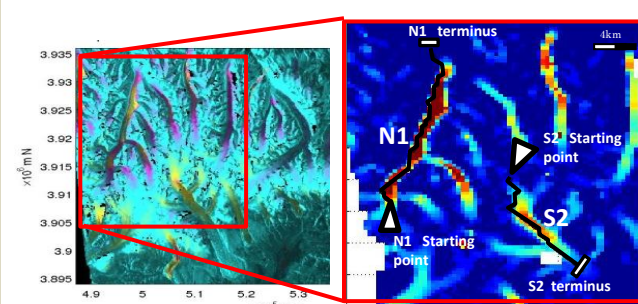 3.935
3.93
3.925
3.92
3.915
3.91
3.905
3.9
3.895
×10⁶ m N
4.9
5
5.1
5.2
5.3
N1 terminus
4km
N1
S2 Starting
point
S2
N1 Starting
point
S2 terminus